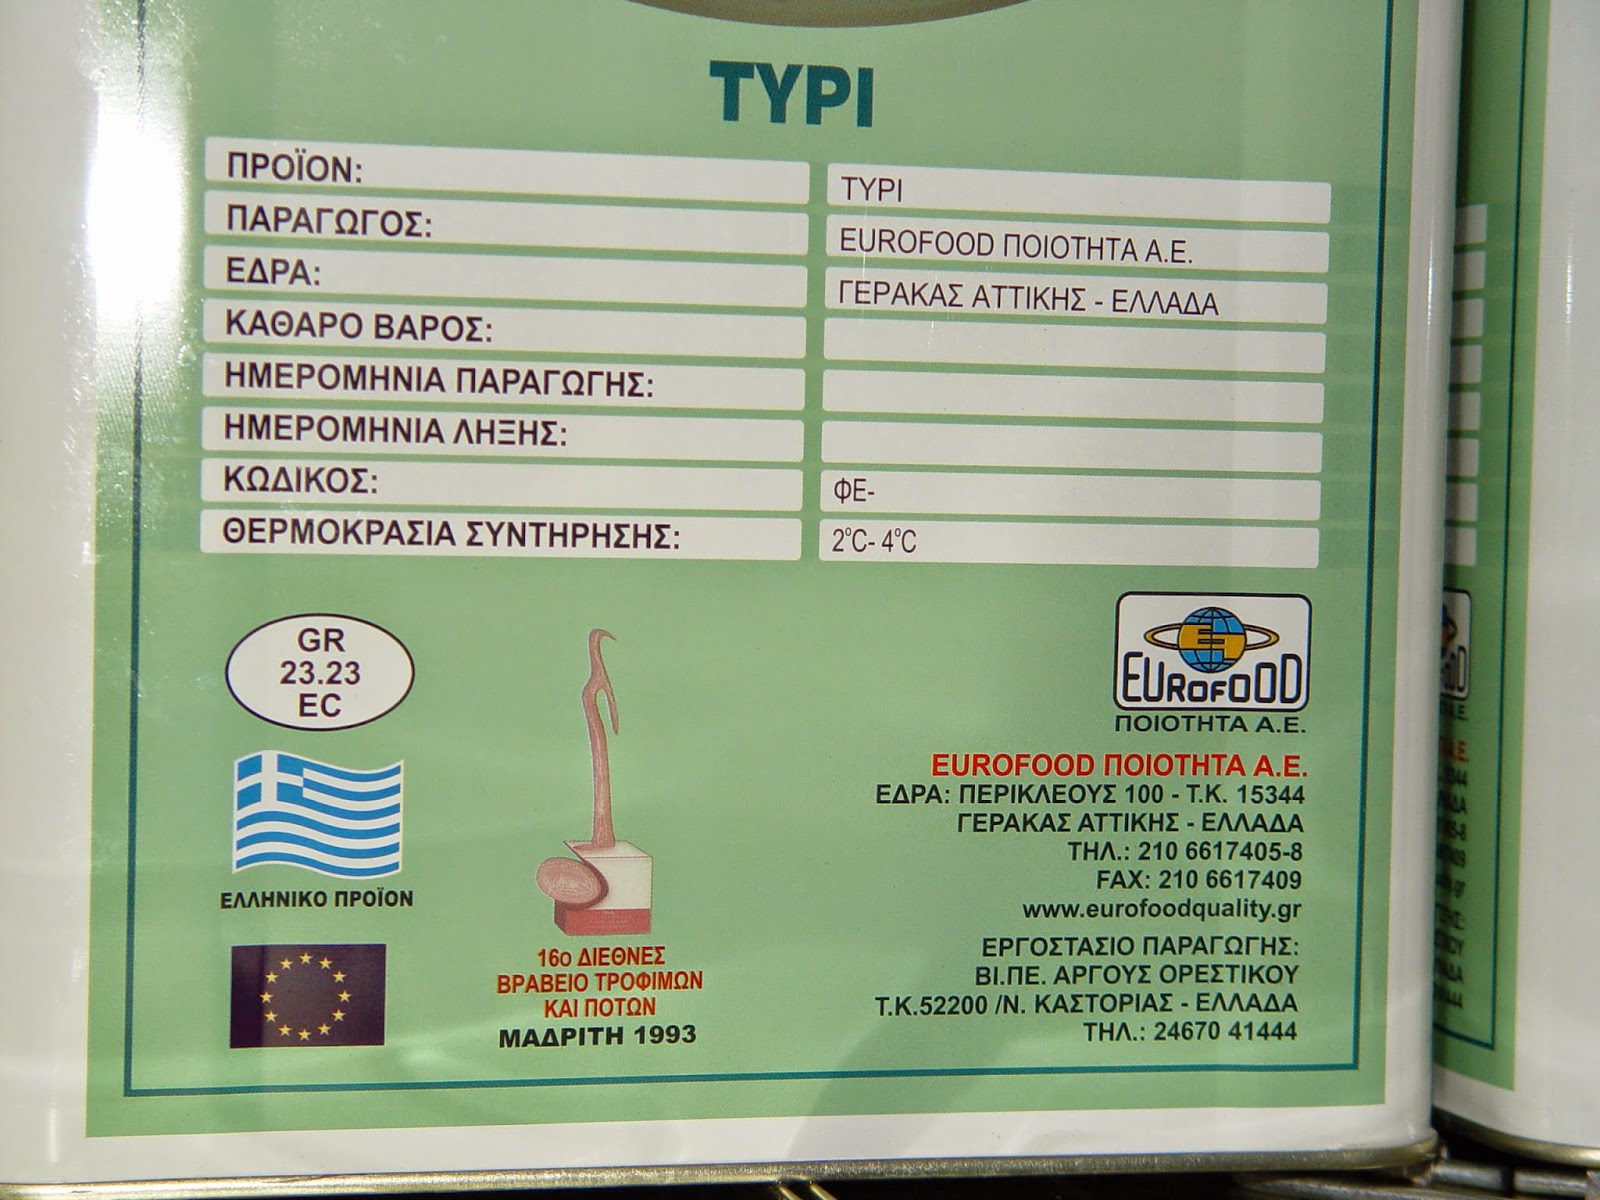 ΤΥΡΙ
ΠΡΟΪΟΝ: ΤΥΡΙ
ΠΑΡΑΓΩΓΟΣ: EUROFOOD ΠΟΙΟΤΗΤΑ Α.Ε.
ΕΔΡΑ: ΓΕΡΑΚΑΣ ΑΤΤΙΚΗΣ - ΕΛΛΑΔΑ
ΚΑΘΑΡΟ ΒΑΡΟΣ:
ΗΜΕΡΟΜΗΝΙΑ ΠΑΡΑΓΩΓΗΣ:
ΗΜΕΡΟΜΗΝΙΑ ΛΗΞΗΣ:
ΚΩΔΙΚΟΣ: ΦΕ-
ΘΕΡΜΟΚΡΑΣΙΑ ΣΥΝΤΗΡΗΣΗΣ: 2°C- 4°C
GR
23.23
EC
ΕΛΛΗΝΙΚΟ ΠΡΟΪΟΝ
16ο ΔΙΕΘΝΕΣ
ΒΡΑΒΕΙΟ ΤΡΟΦΙΜΩΝ
ΚΑΙ ΠΟΤΩΝ
ΜΑΔΡΙΤΗ 1993
EUROFOOD
ΠΟΙΟΤΗΤΑ Α.Ε.
EUROFOOD ΠΟΙΟΤΗΤΑ Α.Ε.
ΕΔΡΑ: ΠΕΡΙΚΛΕΟΥΣ 100 - Τ.Κ. 15344
ΓΕΡΑΚΑΣ ΑΤΤΙΚΗΣ - ΕΛΛΑΔΑ
ΤΗΛ.: 210 6617405-8
FAX: 210 6617409
www.eurofoodquality.gr
ΕΡΓΟΣΤΑΣΙΟ ΠΑΡΑΓΩΓΗΣ:
ΒΙ.ΠΕ. ΑΡΓΟΥΣ ΟΡΕΣΤΙΚΟΥ
Τ.Κ.52200 /Ν. ΚΑΣΤΟΡΙΑΣ - ΕΛΛΑΔΑ
ΤΗΛ.: 24670 41444